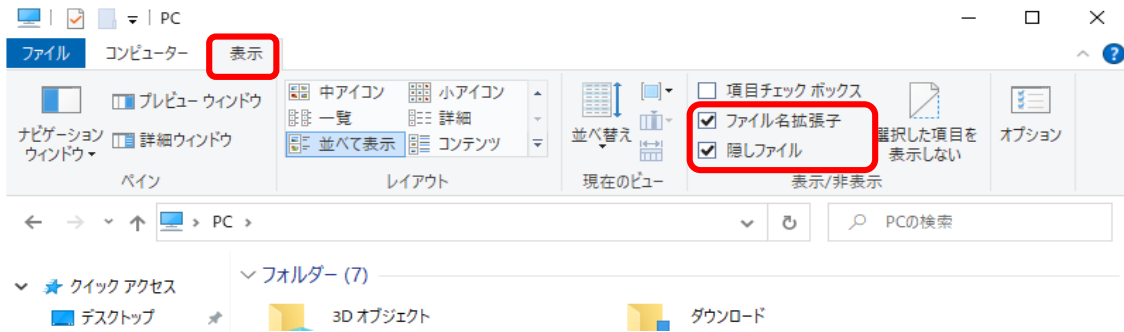 PC
ファイル コンピューター 表示
ナビゲーション ウィンドウ
プレビュー ウィンドウ
詳細ウィンドウ
ペイン
中アイコン 小アイコン
一覧 詳細
並べて表示 コンテンツ
レイアウト
並べ替え
現在のビュー
項目チェック ボックス
ファイル名拡張子
隠しファイル
選択した項目を
表示しない
表示/非表示
オプション
PC
PCの検索
クイック アクセス
デスクトップ
フォルダー (7)
3D オブジェクト
ダウンロード